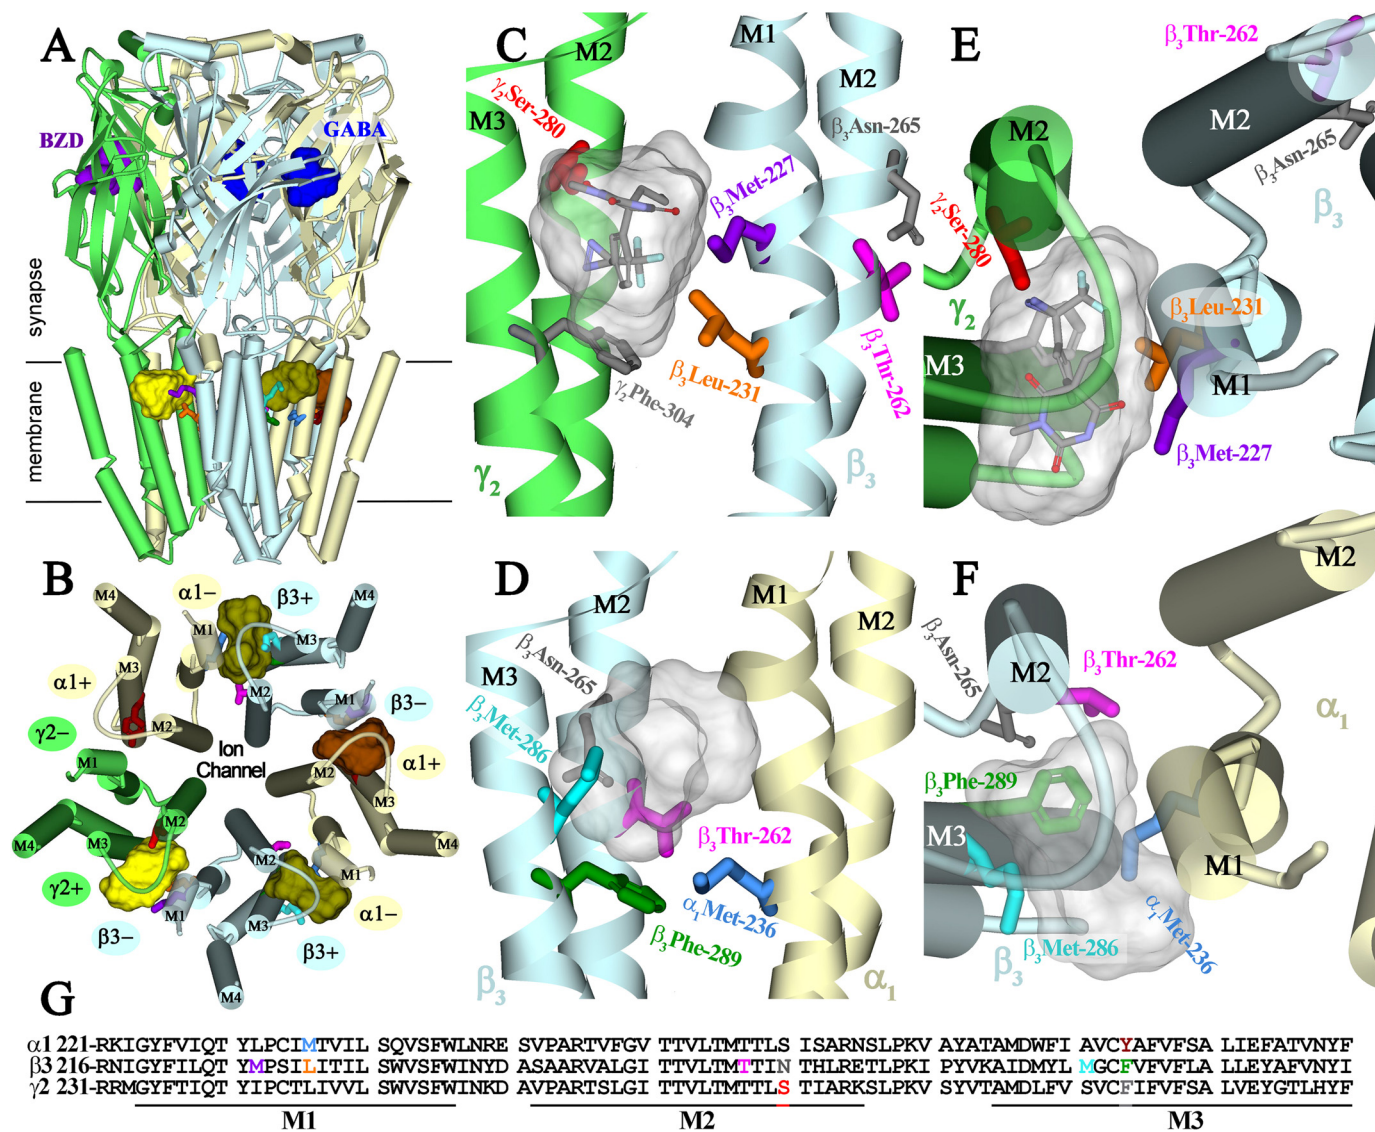 A
BZD
GABA
synapse
membrane
B
α1−
β3+
M4
M4
M1
M3
M3
α1+
M2
M2
M1
β3−
γ2−
Ion
Channel
M1
M2
α1+
M2
M3
M4
M3
M4
M2
M1
γ2+
M1
M3
α1−
β3−
β3+
M4
C
M2
M1
M2
M3
γ2Ser-280
β3Asn-265
β3Met-227
β3Leu-231
β3Thr-262
γ2Phe-304
γ2
β3
D
M2
M1
M2
M3
β3Asn-265
β3Met-286
β3Thr-262
α1Met-236
β3Phe-289
β3
α1
E
β3Thr-262
M2
M2
β3Asn-265
γ2Ser-280
β3
γ2
β3Leu-231
M3
M1
β3Met-227
F
M2
M2
β3Asn-265
β3Thr-262
α1
β3Phe-289
M3
M1
β3Met-286
α1Met-236
β3
G
α1 221-RKIGYFVIQT YLPCIMTVIL SQVSFWLNRE SVPARTVFGV TTVLTMTTLS ISARNSLPKV AYATAMDWFI AVCYAFVFSA LIEFATVNYF
β3 216-RNIGYFILQT YMPSILITIL SWVSFWINYD ASAARVALGI TTVLTMTTIN THLRETLPKI PYVKAIDMYL MGCFVFVFLA LLEYAFVNYI
γ2 231-RRMGYFTIQT YIPCTLIVVL SWVSFWINKD AVPARTSLGI TTVLTMTTLS TIARKSLPKV SYVTAMDLFV SVCFIFVFSA LVEYGTLHYF
M1 M2 M3